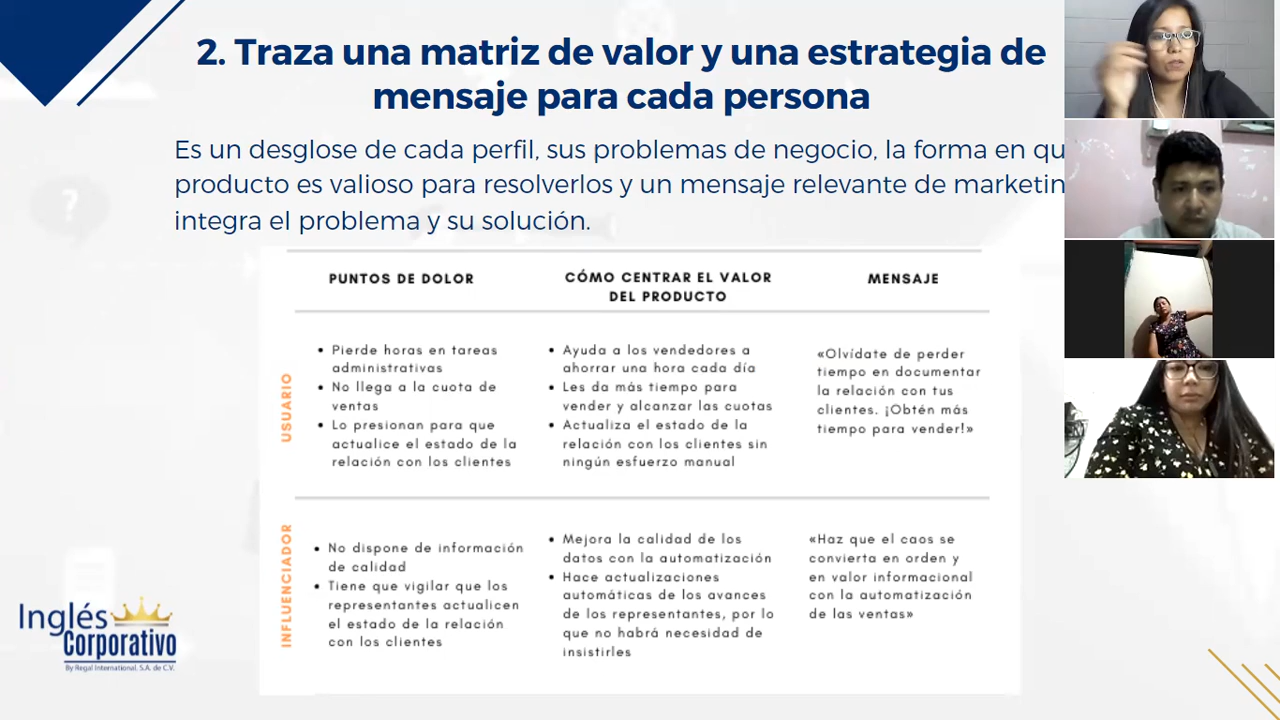 2. Traza una matriz de valor y una estrategia de
mensaje para cada persona
Es un desglose de cada perfil, sus problemas de negocio, la forma en qu
producto es valioso para resolverlos y un mensaje relevante de marketin
integra el problema y su solución.
PUNTOS DE DOLOR
CÓMO CENTRAR EL VALOR
DEL PRODUCTO
MENSAJE
USUARIO
• Pierde horas en tareas
administrativas
• No llega a la cuota de
ventas
• Lo presionan para que
actualice el estado de la
relación con los clientes
• Ayuda a los vendedores a
ahorrar una hora cada día
• Les da más tiempo para
vender y alcanzar las cuotas
• Actualiza el estado de la
relación con los clientes sin
ningún esfuerzo manual
«Olvídate de perder
tiempo en documentar
la relación con tus
clientes. ¡Obtén más
tiempo para vender!»
INFLUENCIADOR
• No dispone de información
de calidad
• Tiene que vigilar que los
representantes actualicen
el estado de la relación
con los clientes
• Mejora la calidad de los
datos con la automatización
• Hace actualizaciones
automáticas de los avances
de los representantes, por lo
que no habrá necesidad de
insistirles
«Haz que el caos se
convierta en orden y
en valor informacional
con la automatización
de las ventas»
?
Inglés
Corporativo
By Regal International, S.A. de C.V.